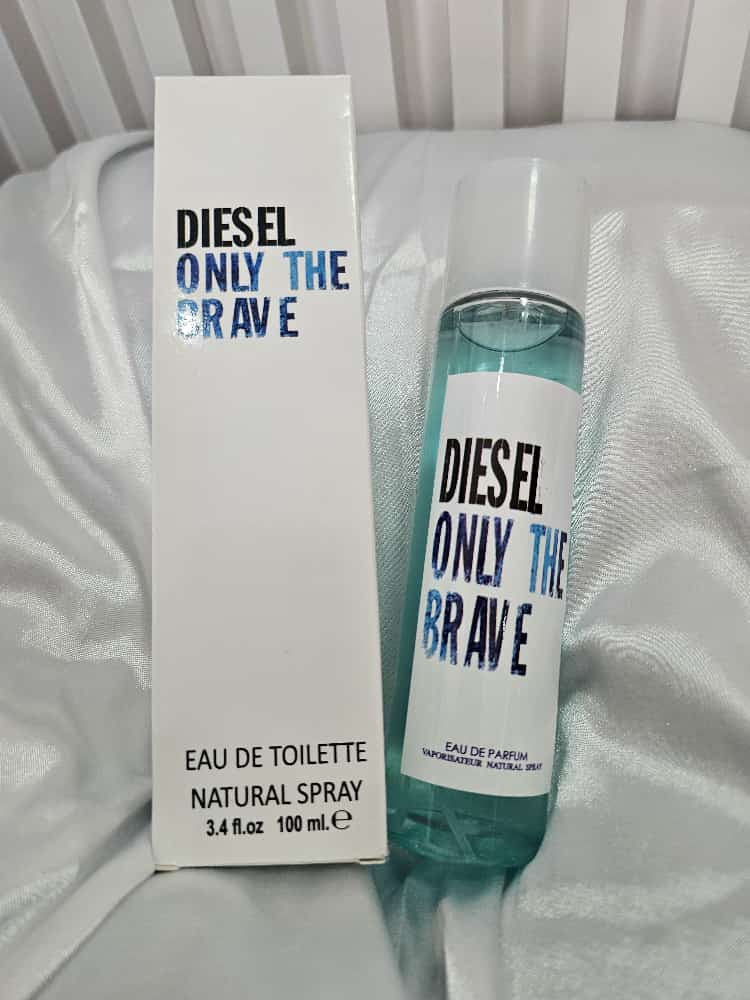 DIESEL
ONLY THE
BRAVE
EAU DE TOILETTE
NATURAL SPRAY
3.4 fl.oz 100 ml. ℮
DIESEL
ONLY THE
BRAVE
EAU DE PARFUM
VAPORISATEUR NATURAL SPRAY